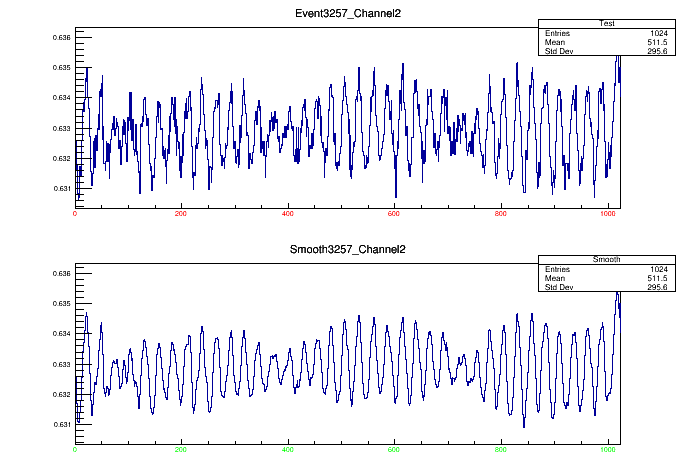 Event3257_Channel2
Test
Entries 1024
Mean 511.5
Std Dev 295.6
0.636
0.635
0.634
0.633
0.632
0.631
0 200 400 600 800 1000
Smooth3257_Channel2
Smooth
Entries 1024
Mean 511.5
Std Dev 295.6
0.636
0.635
0.634
0.633
0.632
0.631
0 200 400 600 800 1000